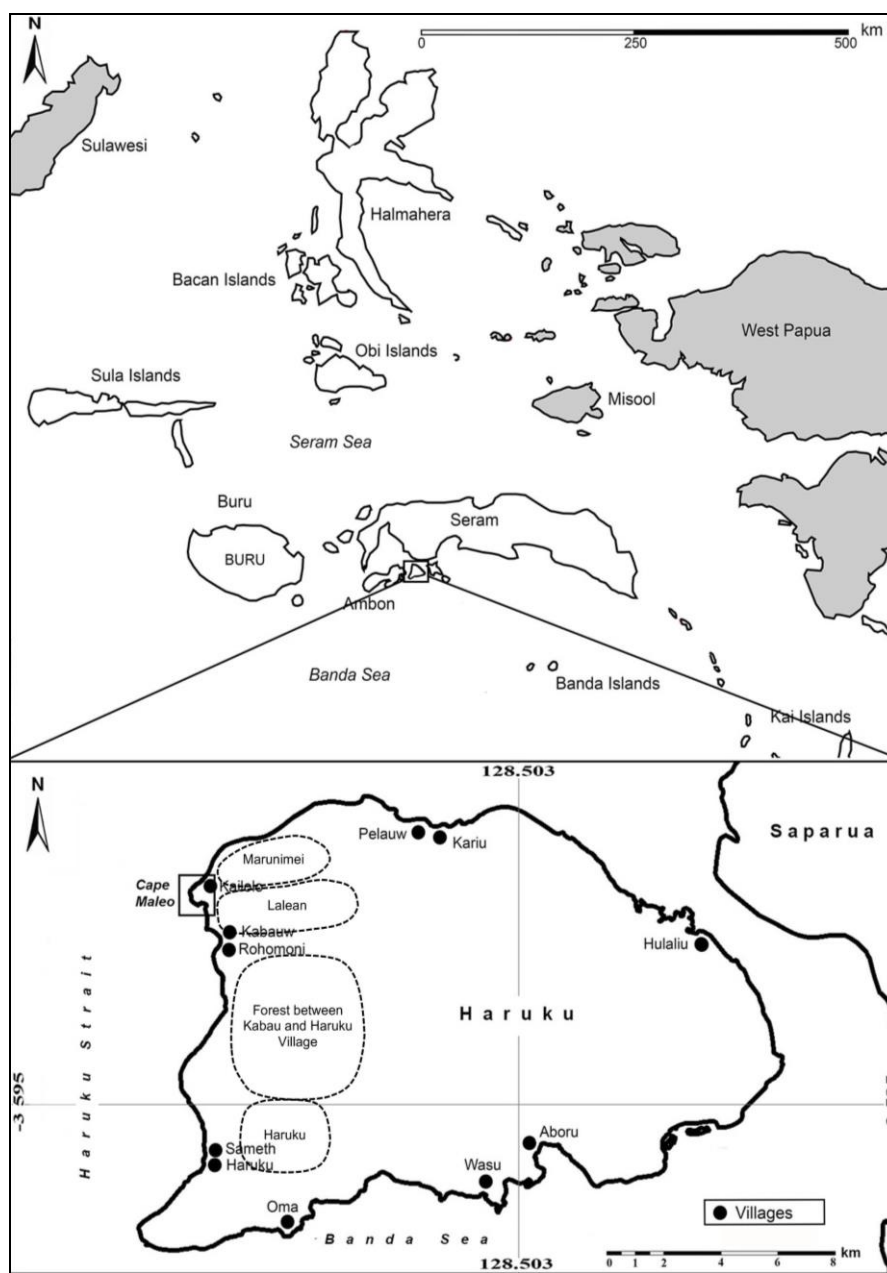 N
km
0 250 500
Sulawesi
Halmahera
Bacan Islands
West Papua
Obi Islands
Sula Islands
Misool
Seram Sea
Buru
Seram
BURU
Ambon
Banda Sea
Banda Islands
Kai Islands
N
128.503
Saparua
Pelauw
Kariu
Marunimei
Cape
Maleo
Kailolo
Lalean
Kabauw
Rohomoni
Hulaliu
Haruku Strait
Forest between
Kabau and Haruku
Village
Haruku
-3 595
Haruku
Aboru
Sameth
Haruku
Wasu
Oma
Villages
Banda Sea
km
0 1 2 4 6 8
128.503